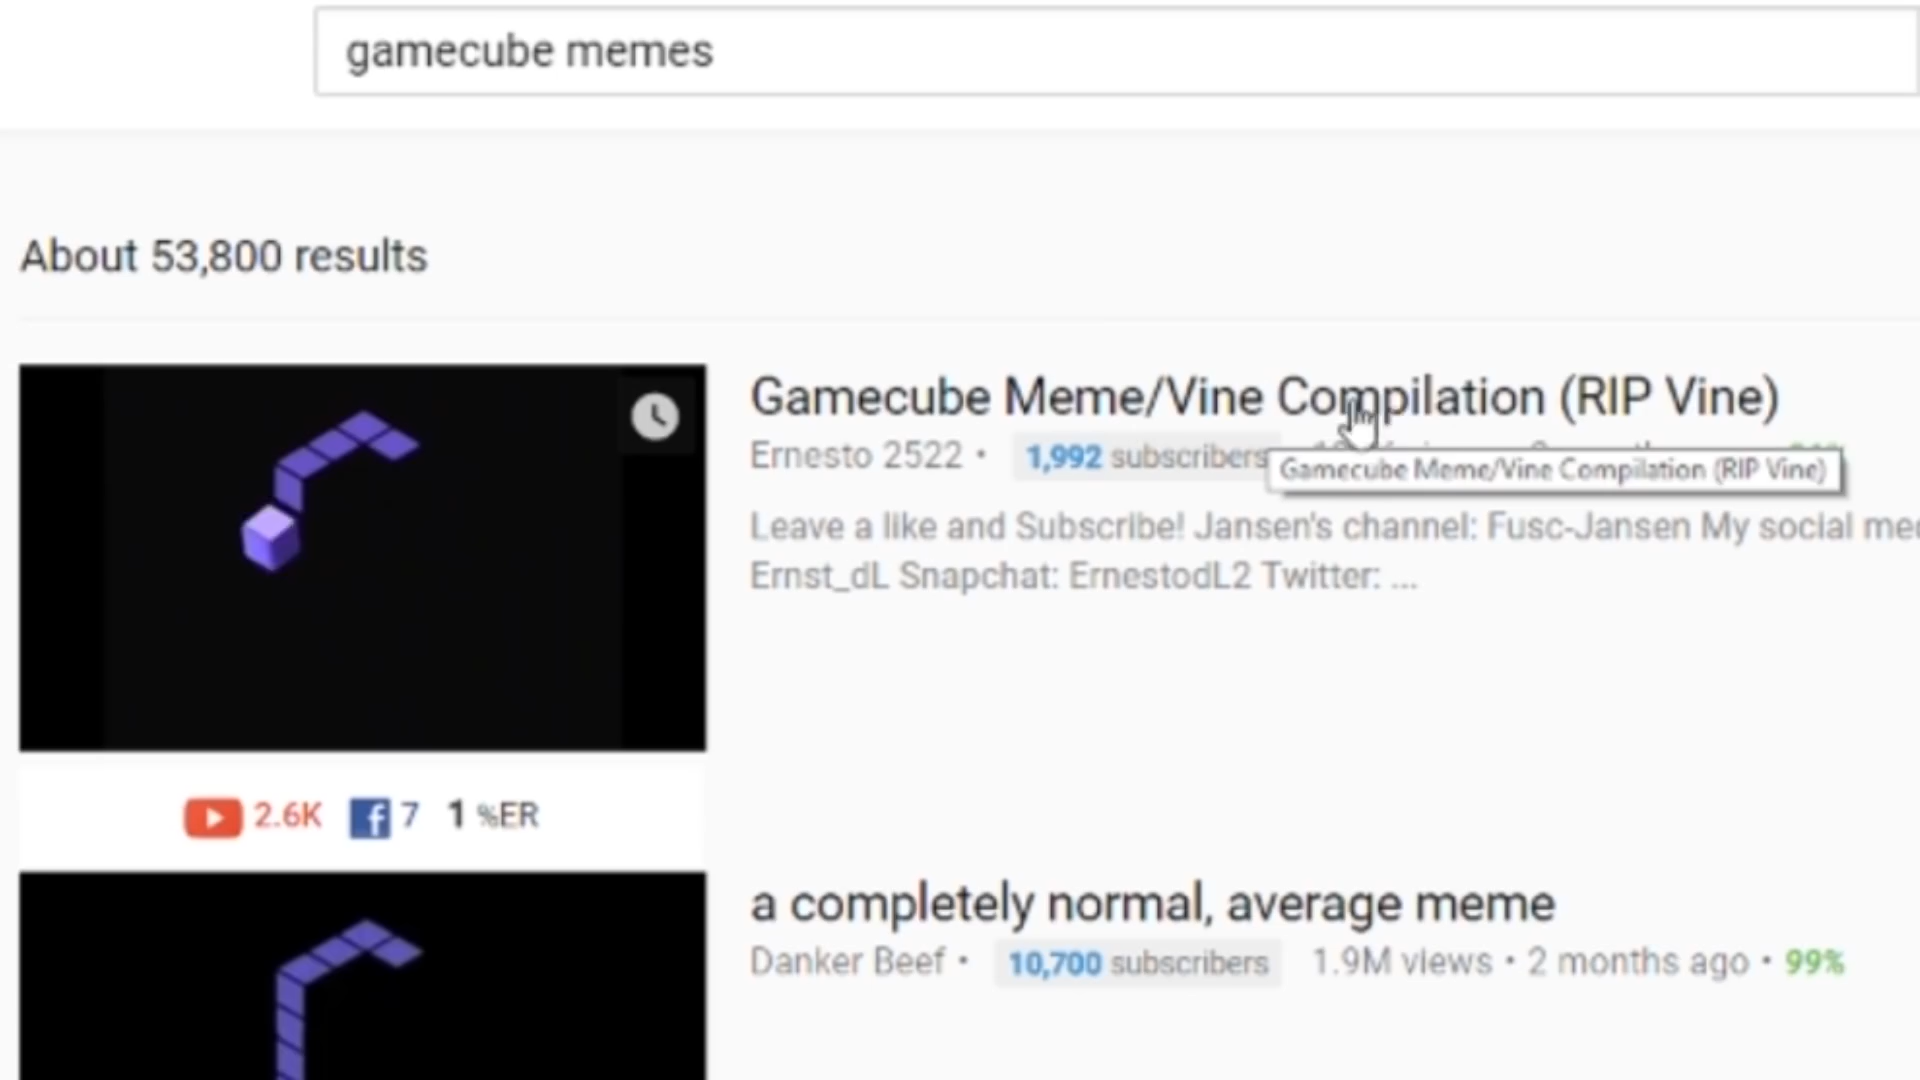 gamecube memes
About 53,800 results
Gamecube Meme/Vine Compilation (RIP Vine)
Ernesto 2522 • 1,992 subscribers
Gamecube Meme/Vine Compilation (RIP Vine)
Leave a like and Subscribe! Jansen's channel: Fusc-Jansen My social
Ernst_dL Snapchat: ErnestodL2 Twitter: ...
2.6K f 7 1 %ER
a completely normal, average meme
Danker Beef • 10,700 subscribers 1.9M views • 2 months ago • 99%